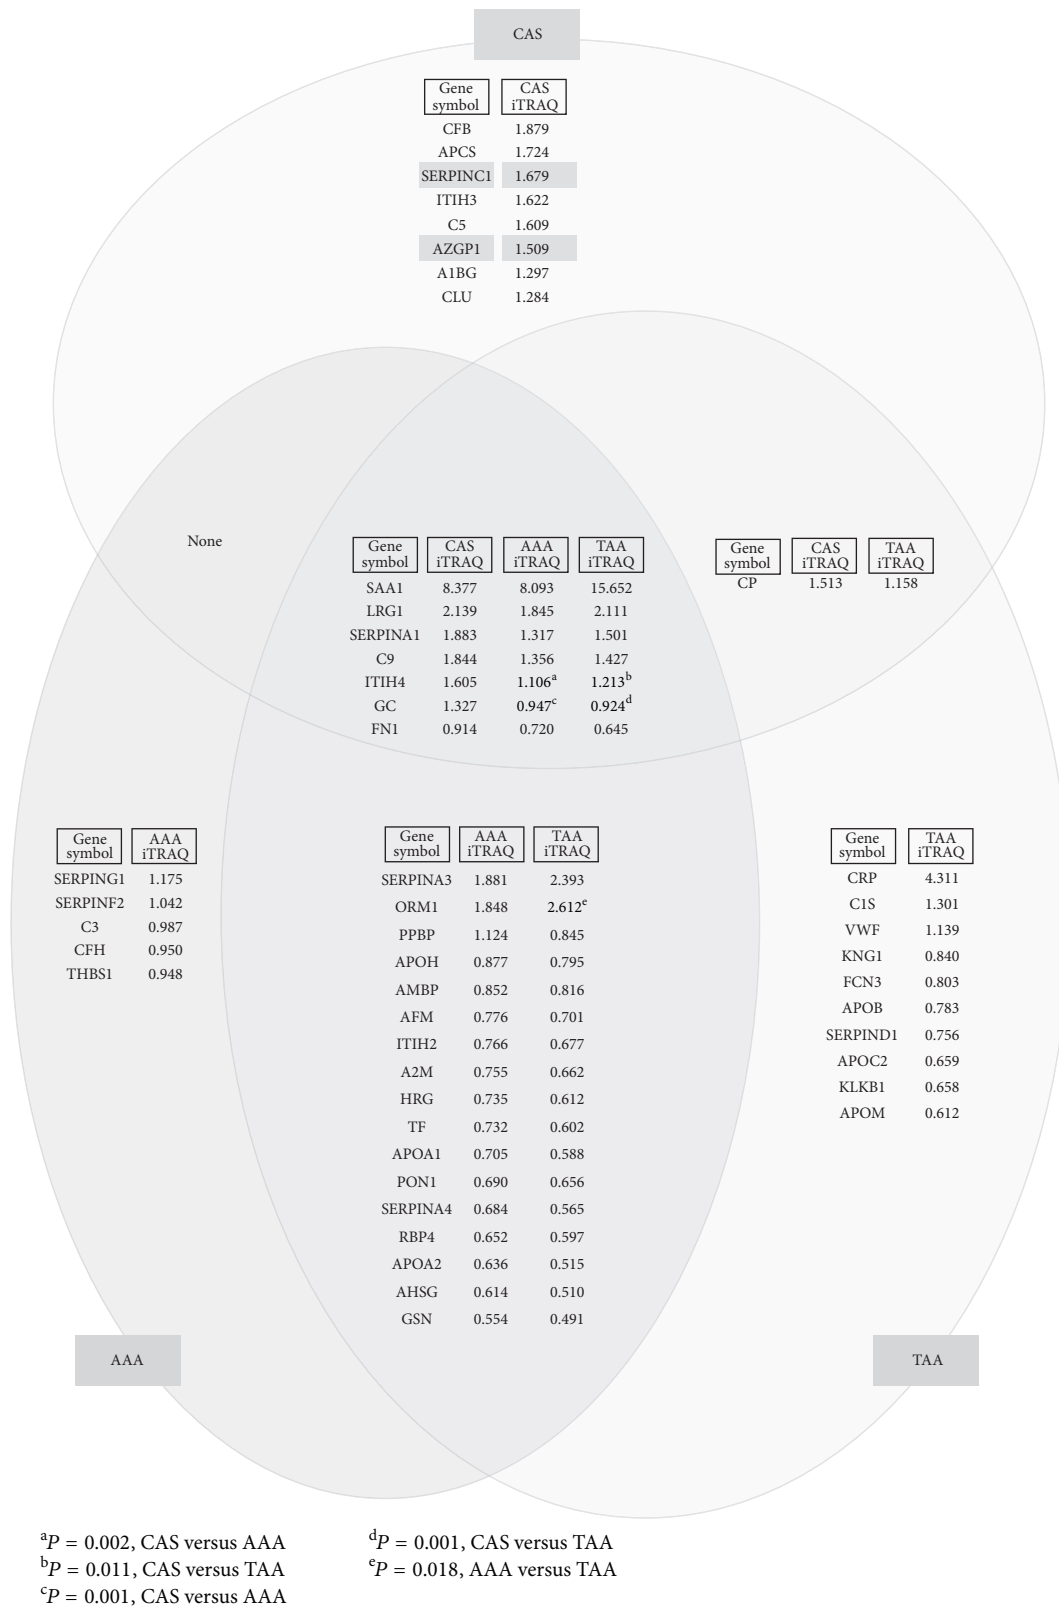 CAS
Gene symbol CAS iTRAQ
CFB 1.879
APCS 1.724
SERPINC1 1.679
ITIH3 1.622
C5 1.609
AZGP1 1.509
A1BG 1.297
CLU 1.284
None
Gene symbol CAS iTRAQ AAA iTRAQ TAA iTRAQ
SAA1 8.377 8.093 15.652
LRG1 2.139 1.845 2.111
SERPINA1 1.883 1.317 1.501
C9 1.844 1.356 1.427
ITIH4 1.605 1.106a 1.213b
GC 1.327 0.947c 0.924d
FN1 0.914 0.720 0.645
Gene symbol CAS iTRAQ TAA iTRAQ
CP 1.513 1.158
Gene symbol AAA iTRAQ
SERPING1 1.175
SERPINF2 1.042
C3 0.987
CFH 0.950
THBS1 0.948
Gene symbol AAA iTRAQ TAA iTRAQ
SERPINA3 1.881 2.393
ORM1 1.848 2.612e
PPBP 1.124 0.845
APOH 0.877 0.795
AMBP 0.852 0.816
AFM 0.776 0.701
ITIH2 0.766 0.677
A2M 0.755 0.662
HRG 0.735 0.612
TF 0.732 0.602
APOA1 0.705 0.588
PON1 0.690 0.656
SERPINA4 0.684 0.565
RBP4 0.652 0.597
APOA2 0.636 0.515
AHSG 0.614 0.510
GSN 0.554 0.491
Gene symbol TAA iTRAQ
CRP 4.311
C1S 1.301
VWF 1.139
KNG1 0.840
FCN3 0.803
APOB 0.783
SERPIND1 0.756
APOC2 0.659
KLKB1 0.658
APOM 0.612
AAA
TAA
aP = 0.002, CAS versus AAA
bP = 0.011, CAS versus TAA
cP = 0.001, CAS versus AAA
dP = 0.001, CAS versus TAA
eP = 0.018, AAA versus TAA